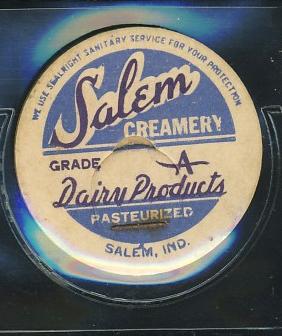 WE USE SEALRIGHT SANITARY SERVICE FOR YOUR PROTECTION.
Salem
CREAMERY
GRADE A
Dairy Products
PASTEURIZED
SALEM, IND.